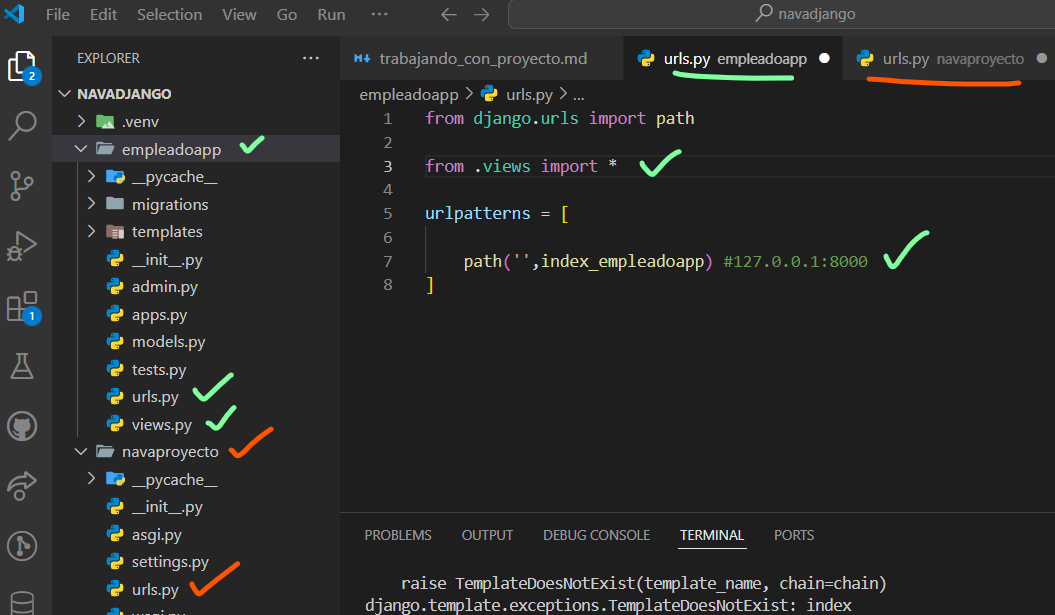 File Edit Selection View Go Run ··· navadjango
EXPLORER ···
NAVADJANGO
.venv
empleadoapp
__pycache__
migrations
templates
__init__.py
admin.py
apps.py
models.py
tests.py
urls.py
views.py
navaproyecto
__pycache__
__init__.py
asgi.py
settings.py
urls.py
wsgi.py
2
1
trabajando_con_proyecto.md urls.py empleadoapp urls.py navaproyecto
empleadoapp > urls.py > ...
1 from django.urls import path
2
3 from .views import *
4
5 urlpatterns = [
6
7 path('',index_empleadoapp) #127.0.0.1:8000
8 ]
PROBLEMS OUTPUT DEBUG CONSOLE TERMINAL PORTS
raise TemplateDoesNotExist(template_name, chain=chain)
django.template.exceptions.TemplateDoesNotExist: index